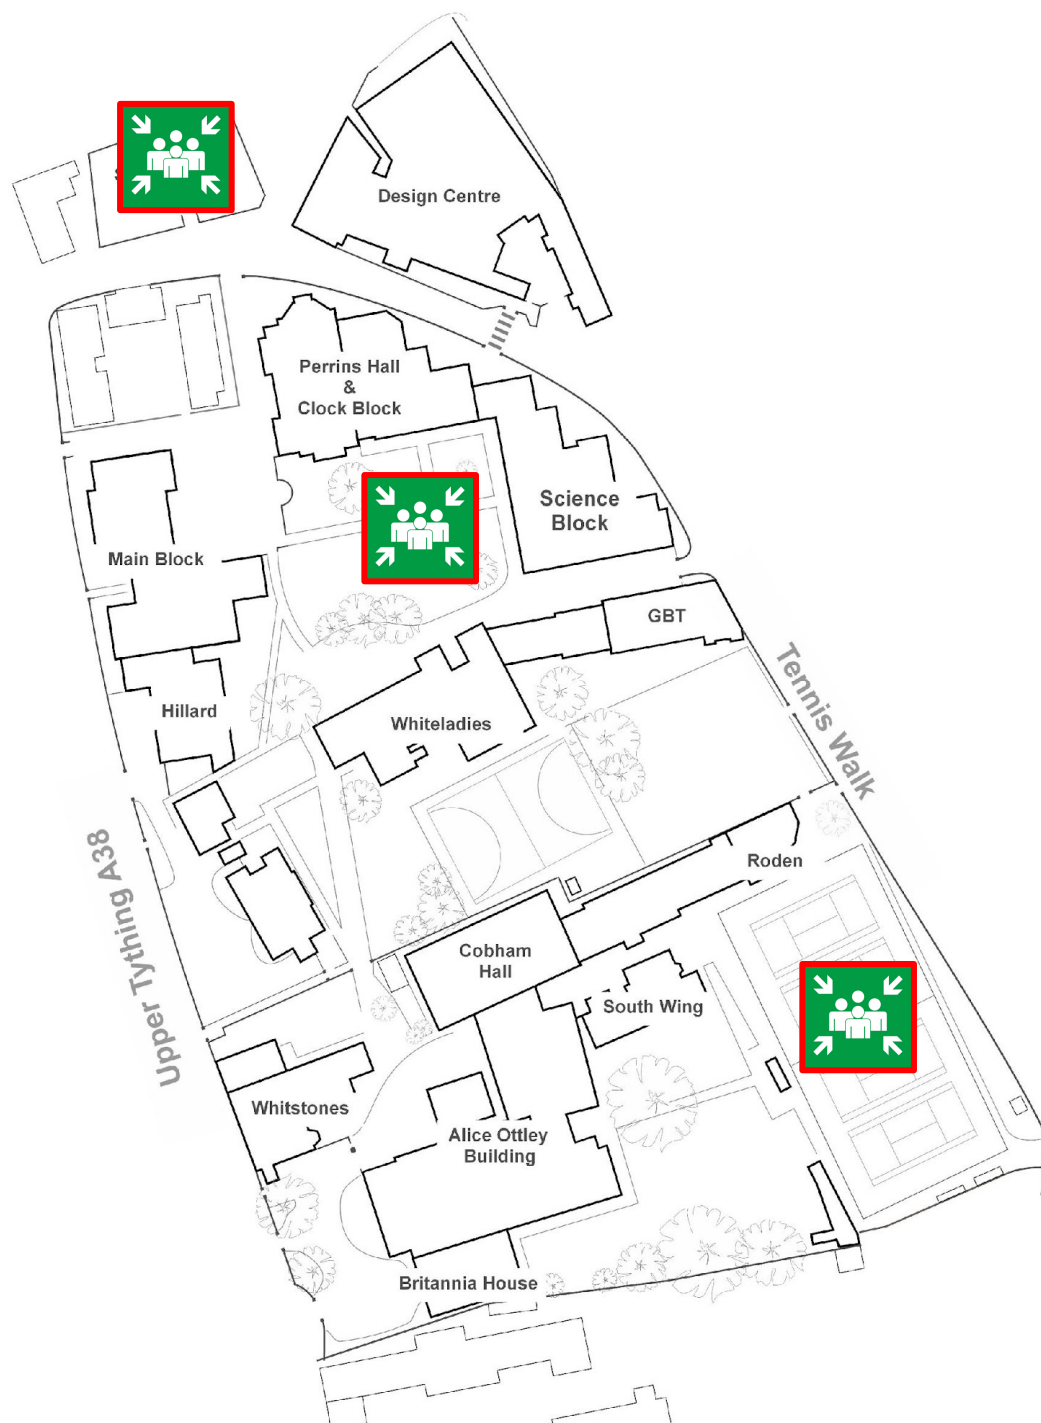 Design Centre
Perrins Hall
&
Clock Block
Science
Block
Main Block
GBT
Hillard
Whiteladies
Tennis Walk
Upper Tything A38
Roden
Cobham
Hall
South Wing
Whitstones
Alice Ottley
Building
Britannia House